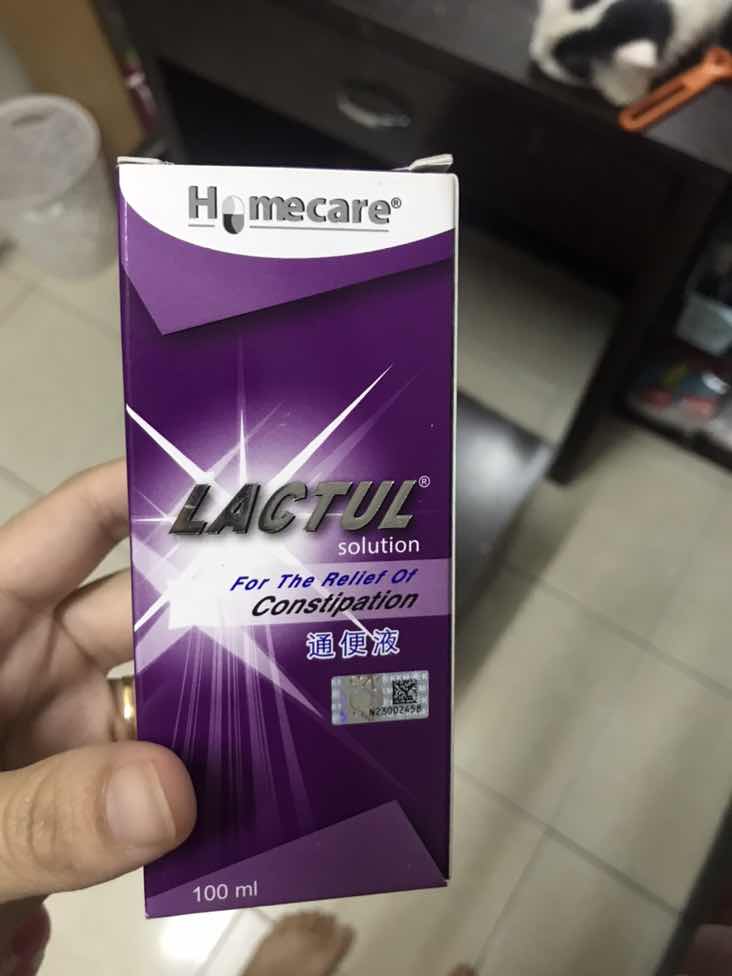 Homecare®
LACTUL®
solution
For The Relief Of
Constipation
通便液
100 ml